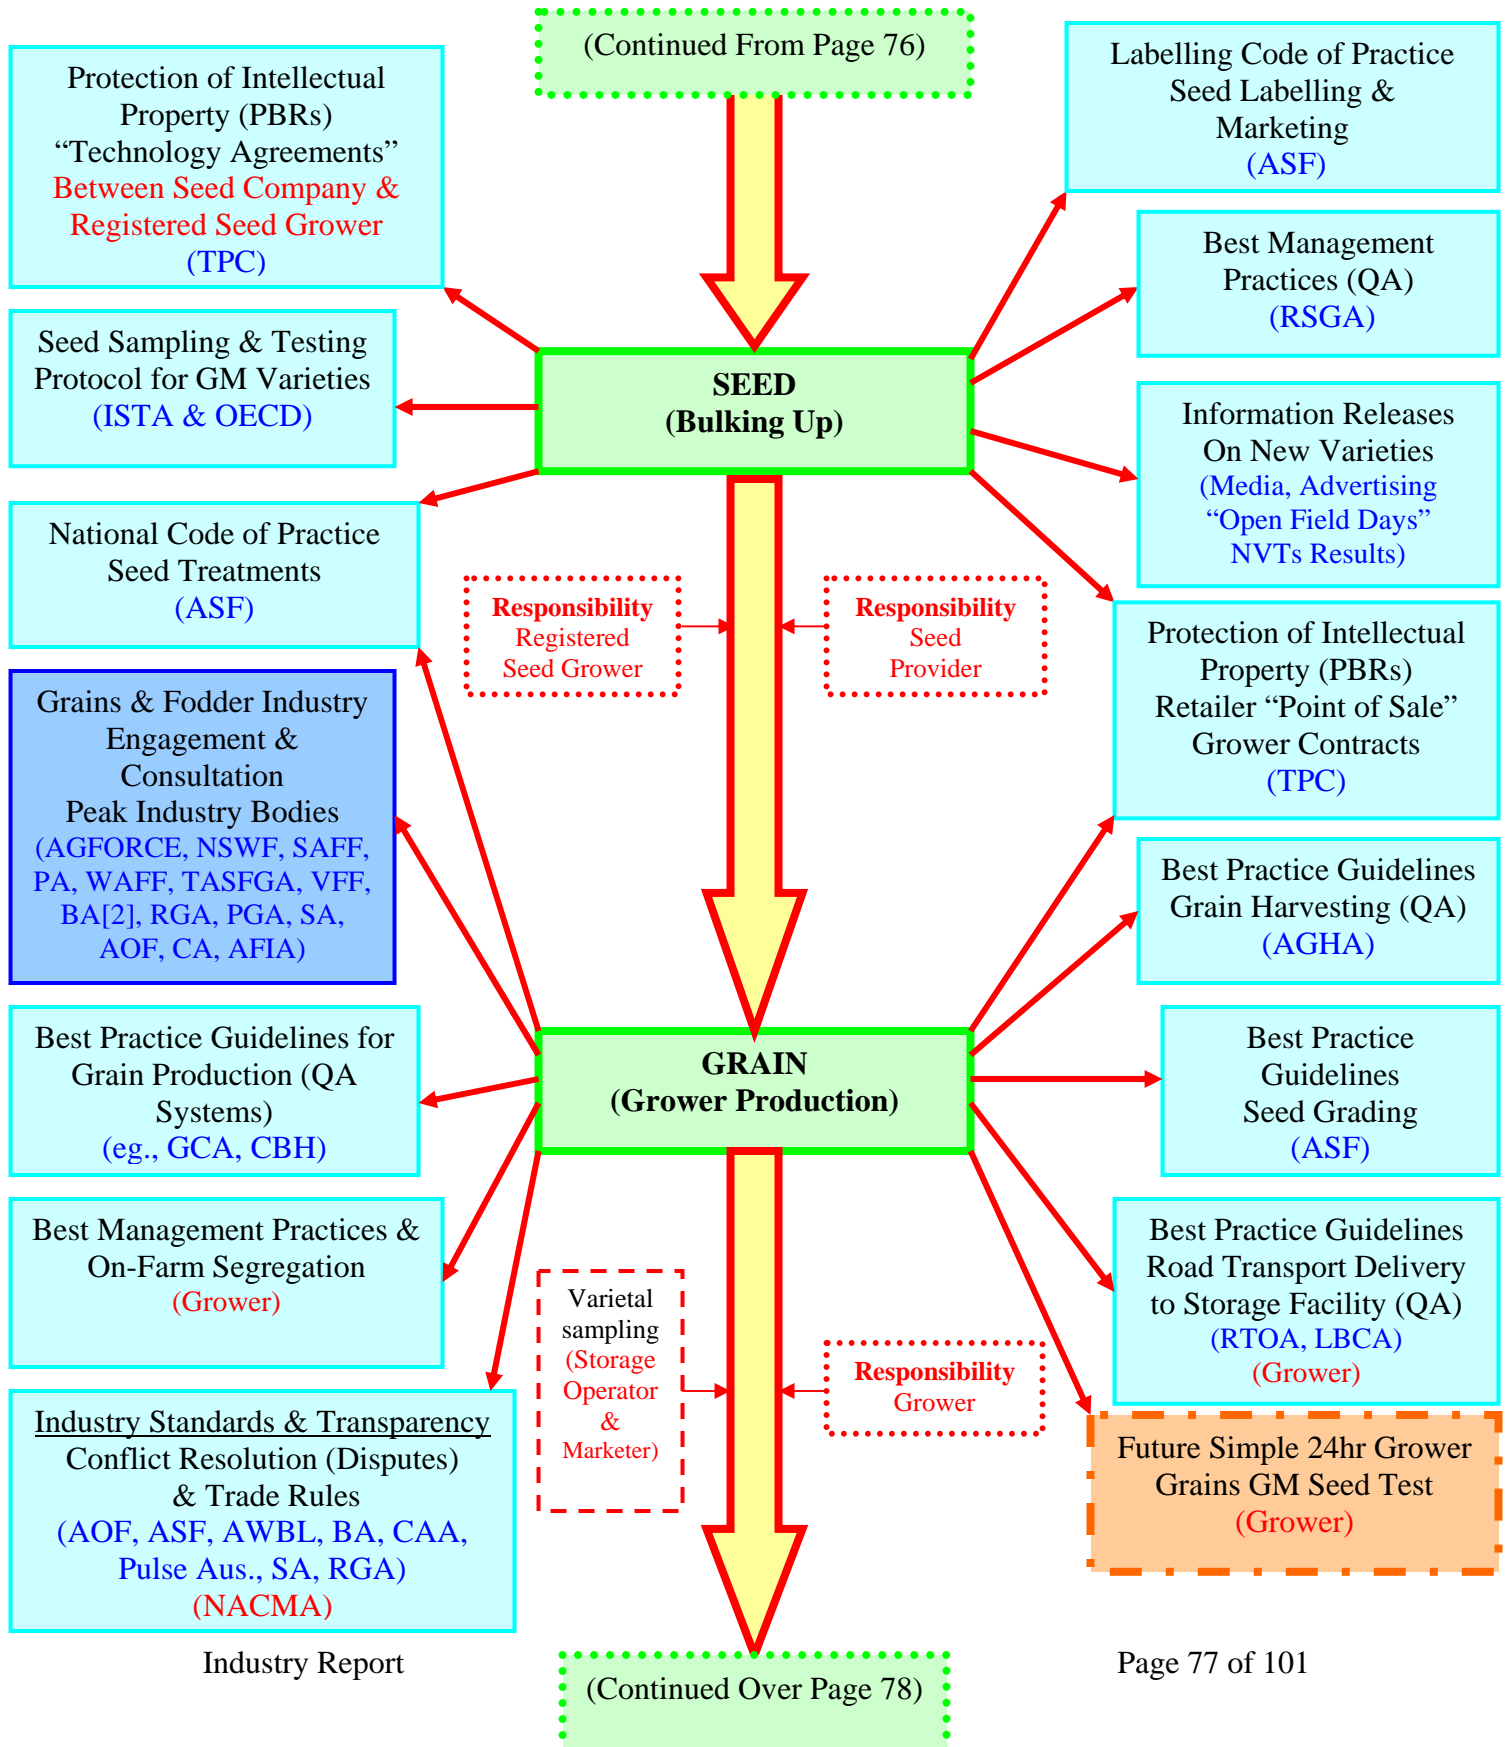 (Continued From Page 76)
Protection of Intellectual
Property (PBRs)
“Technology Agreements”
Between Seed Company &
Registered Seed Grower
(TPC)
Labelling Code of Practice
Seed Labelling &
Marketing
(ASF)
Best Management
Practices (QA)
(RSGA)
Seed Sampling & Testing
Protocol for GM Varieties
(ISTA & OECD)
SEED
(Bulking Up)
Information Releases
On New Varieties
(Media, Advertising
“Open Field Days”
NVTs Results)
National Code of Practice
Seed Treatments
(ASF)
Responsibility
Registered
Seed Grower
Responsibility
Seed
Provider
Protection of Intellectual
Property (PBRs)
Retailer “Point of Sale”
Grower Contracts
(TPC)
Grains & Fodder Industry
Engagement &
Consultation
Peak Industry Bodies
(AGFORCE, NSWF, SAFF,
PA, WAFF, TASFGA, VFF,
BA[2], RGA, PGA, SA,
AOF, CA, AFIA)
Best Practice Guidelines
Grain Harvesting (QA)
(AGHA)
Best Practice Guidelines for
Grain Production (QA
Systems)
(eg., GCA, CBH)
GRAIN
(Grower Production)
Best Practice
Guidelines
Seed Grading
(ASF)
Best Management Practices &
On-Farm Segregation
(Grower)
Varietal
sampling
(Storage
Operator
&
Marketer)
Responsibility
Grower
Best Practice Guidelines
Road Transport Delivery
to Storage Facility (QA)
(RTOA, LBCA)
(Grower)
Industry Standards & Transparency
Conflict Resolution (Disputes)
& Trade Rules
(AOF, ASF, AWBL, BA, CAA,
Pulse Aus., SA, RGA)
(NACMA)
Future Simple 24hr Grower
Grains GM Seed Test
(Grower)
Industry Report
(Continued Over Page 78)
Page 77 of 101